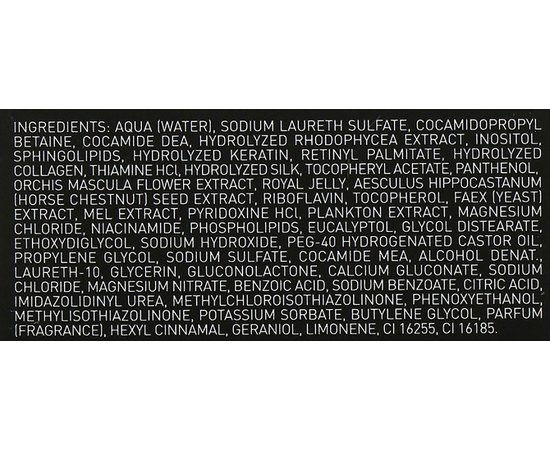 INGREDIENTS: AQUA (WATER), SODIUM LAURETH SULFATE, COCAMIDOPROPYL
BETAINE, COCAMIDE DEA, HYDROLYZED RHODOPHYCEA EXTRACT, INOSITOL,
SPHINGOLIPIDS, HYDROLYZED KERATIN, RETINYL PALMITATE, HYDROLYZED
COLLAGEN, THIAMINE HCl, HYDROLYZED SILK, TOCOPHERYL ACETATE, PANTHENOL,
ORCHIS MASCULA FLOWER EXTRACT, ROYAL JELLY, AESCULUS HIPPOCASTANUM
(HORSE CHESTNUT) SEED EXTRACT, RIBOFLAVIN, TOCOPHEROL, FAEX (YEAST)
EXTRACT, MEL EXTRACT, PYRIDOXINE HCl, PLANKTON EXTRACT, MAGNESIUM
CHLORIDE, NIACINAMIDE, PHOSPHOLIPIDS, EUCALYPTOL, GLYCOL DISTEARATE,
ETHOXYDIGLYCOL, SODIUM HYDROXIDE, PEG-40 HYDROGENATED CASTOR OIL,
PROPYLENE GLYCOL, SODIUM SULFATE, COCAMIDE MEA, ALCOHOL DENAT.,
LAURETH-10, GLYCERIN, GLUCONOLACTONE, CALCIUM GLUCONATE, SODIUM
CHLORIDE, MAGNESIUM NITRATE, BENZOIC ACID, SODIUM BENZOATE, CITRIC ACID,
IMIDAZOLIDINYL UREA, METHYLCHLOROISOTHIAZOLINONE, PHENOXYETHANOL,
METHYLISOTHIAZOLINONE, POTASSIUM SORBATE, BUTYLENE GLYCOL, PARFUM
(FRAGRANCE), HEXYL CINNAMAL, GERANIOL, LIMONENE, CI 16255, CI 16185.